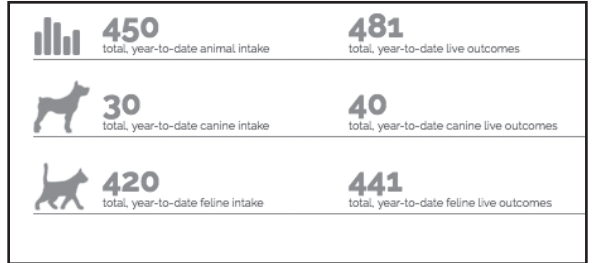 450 481
total, year-to-date animal intake total, year-to-date live outcomes
30 40
total, year-to-date canine intake total, year-to-date canine live outcomes
420 441
total, year-to-date feline intake total, year-to-date feline live outcomes